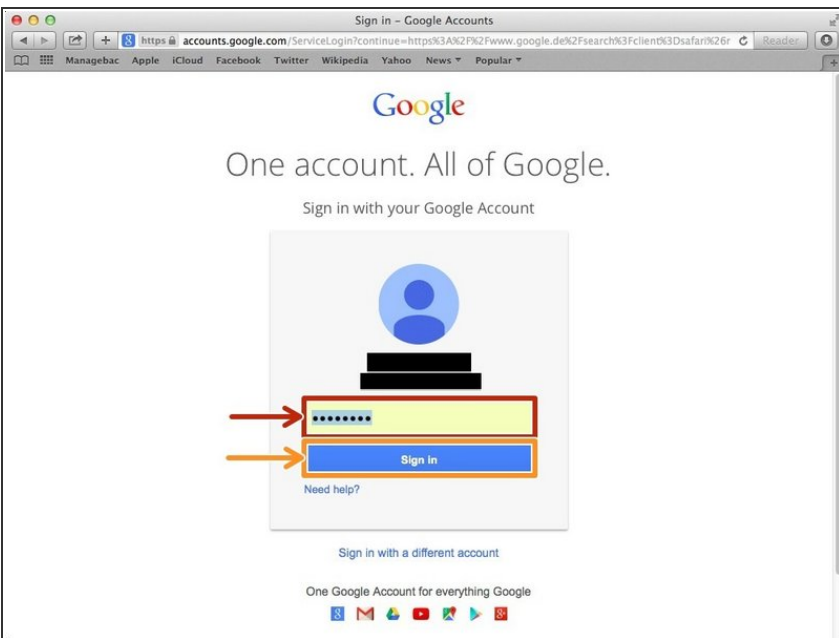 Sign in – Google Accounts
https accounts.google.com/ServiceLogin?continue=https%3A%2F%2Fwww.google.de%2Fsearch%3Fclient%3Dsafari%26r Reader
Managebac Apple iCloud Facebook Twitter Wikipedia Yahoo News Popular
Google
One account. All of Google.
Sign in with your Google Account
Sign in
Need help?
Sign in with a different account
One Google Account for everything Google